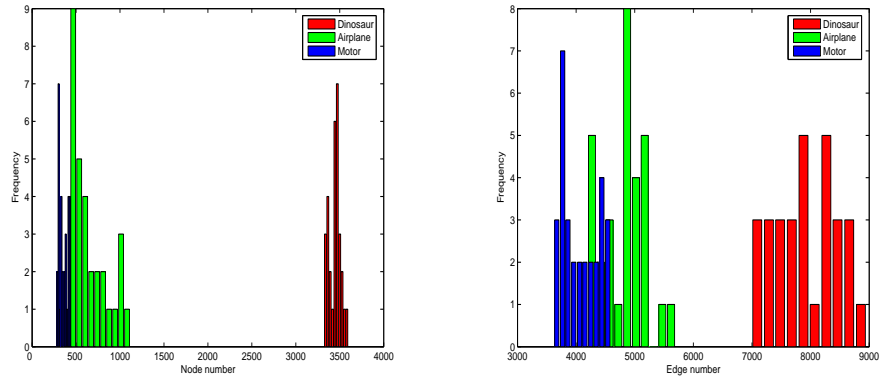 9
8
7
6
5
4
3
2
1
0
Frequency
0 500 1000 1500 2000 2500 3000 3500 4000
Node number
Dinosaur
Airplane
Motor
8
7
6
5
4
3
2
1
0
Frequency
3000 4000 5000 6000 7000 8000 9000
Edge number
Dinosaur
Airplane
Motor